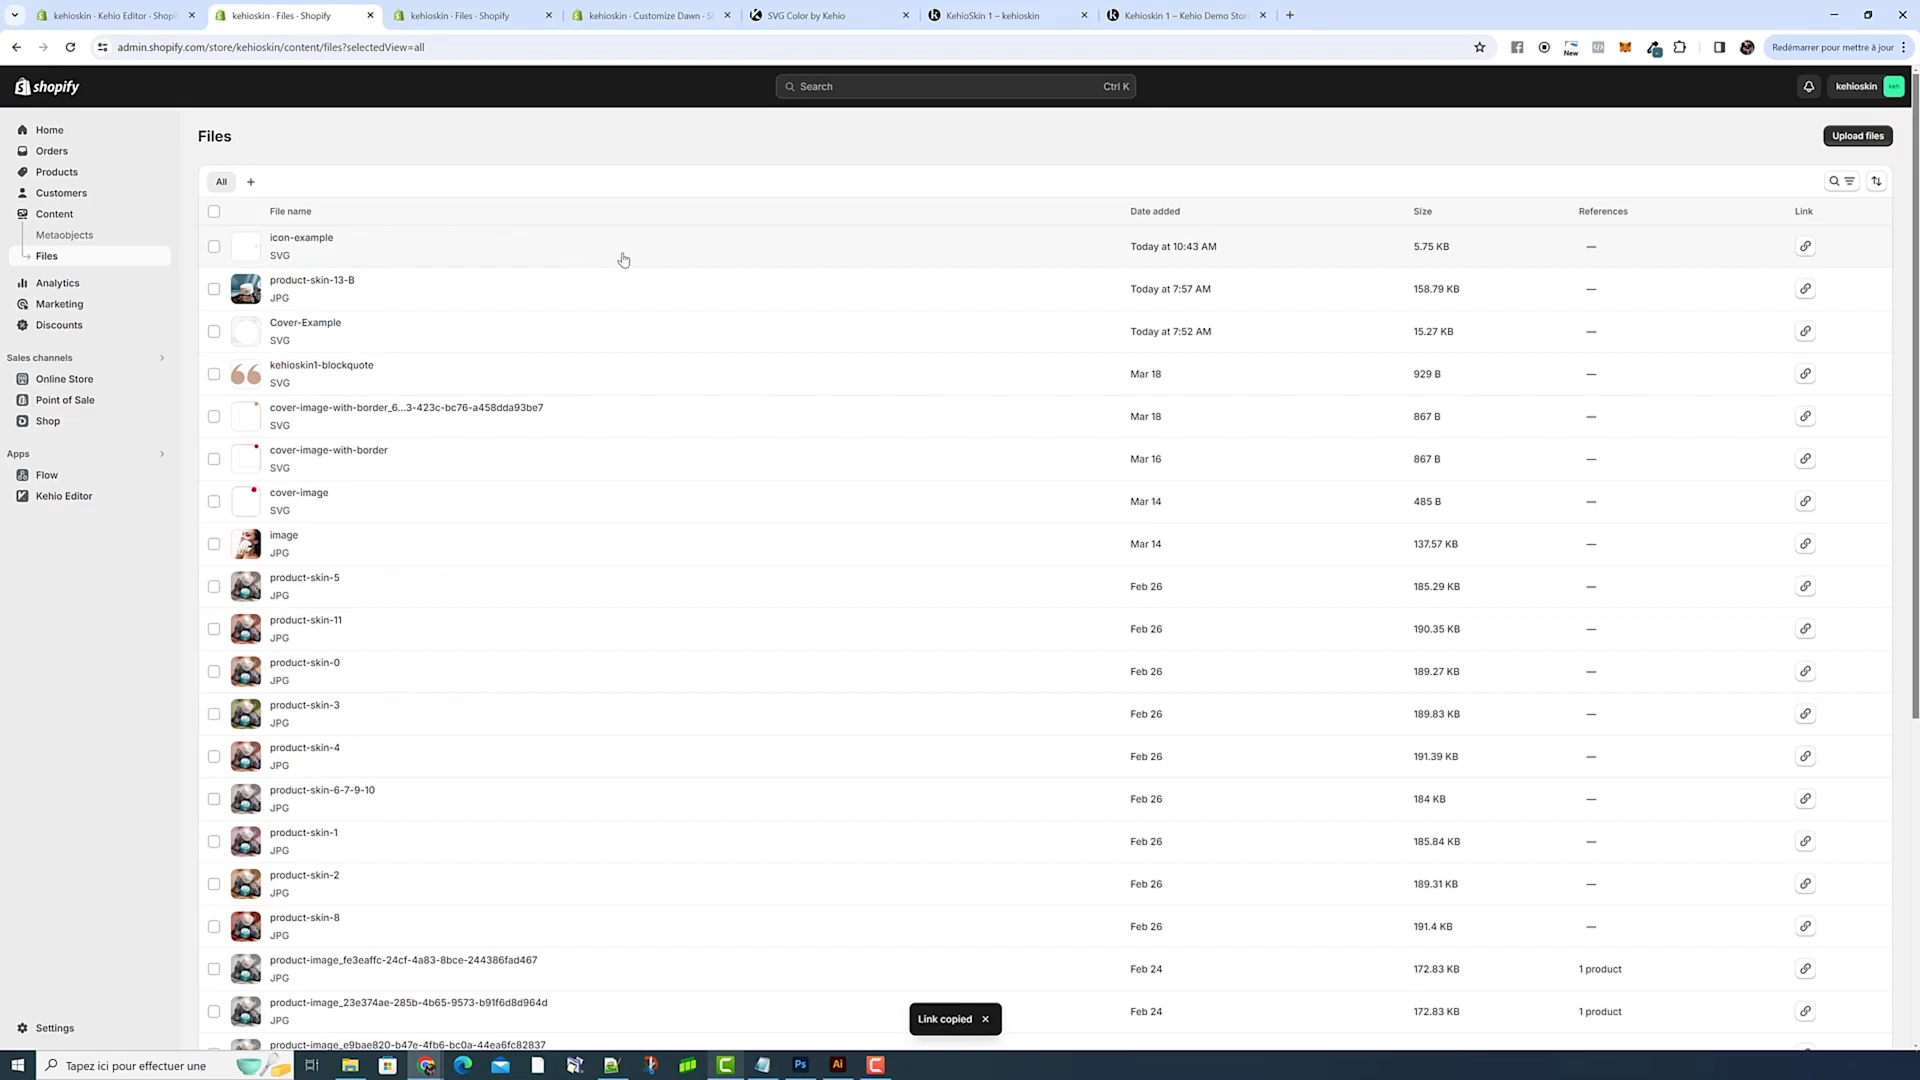 kehioskin · Kehio Editor · Shopif
kehioskin · Files · Shopify
kehioskin · Files · Shopify
kehioskin · Customize Dawn · S
SVG Color by Kehio
KehioSkin 1 – kehioskin
Kehioskin 1 – Kehio Demo Stor
admin.shopify.com/store/kehioskin/content/files?selectedView=all
New
Redémarrer pour mettre à jour
shopify
Search
Ctrl K
kehioskin
keh
Home
Orders
Products
Customers
Content
Metaobjects
Files
Analytics
Marketing
Discounts
Sales channels
Online Store
Point of Sale
Shop
Apps
Flow
Kehio Editor
Settings
Files
Upload files
All
File name Date added Size References Link
icon-example
SVG
Today at 10:43 AM 5.75 KB —
product-skin-13-B
JPG
Today at 7:57 AM 158.79 KB —
Cover-Example
SVG
Today at 7:52 AM 15.27 KB —
kehioskin1-blockquote
SVG
Mar 18 929 B —
cover-image-with-border_6...3-423c-bc76-a458dda93be7
SVG
Mar 18 867 B —
cover-image-with-border
SVG
Mar 16 867 B —
cover-image
SVG
Mar 14 485 B —
image
JPG
Mar 14 137.57 KB —
product-skin-5
JPG
Feb 26 185.29 KB —
product-skin-11
JPG
Feb 26 190.35 KB —
product-skin-0
JPG
Feb 26 189.27 KB —
product-skin-3
JPG
Feb 26 189.83 KB —
product-skin-4
JPG
Feb 26 191.39 KB —
product-skin-6-7-9-10
JPG
Feb 26 184 KB —
product-skin-1
JPG
Feb 26 185.84 KB —
product-skin-2
JPG
Feb 26 189.31 KB —
product-skin-8
JPG
Feb 26 191.4 KB —
product-image_fe3eaffc-24cf-4a83-8bce-244386fad467
JPG
Feb 24 172.83 KB 1 product
product-image_23e374ae-285b-4b65-9573-b91f6d8d964d
JPG
Feb 24 172.83 KB 1 product
product-image_e9bae820-b47e-4fb6-bc0a-44ea6fc82837
Link copied
Tapez ici pour effectuer une
Ps
Ai